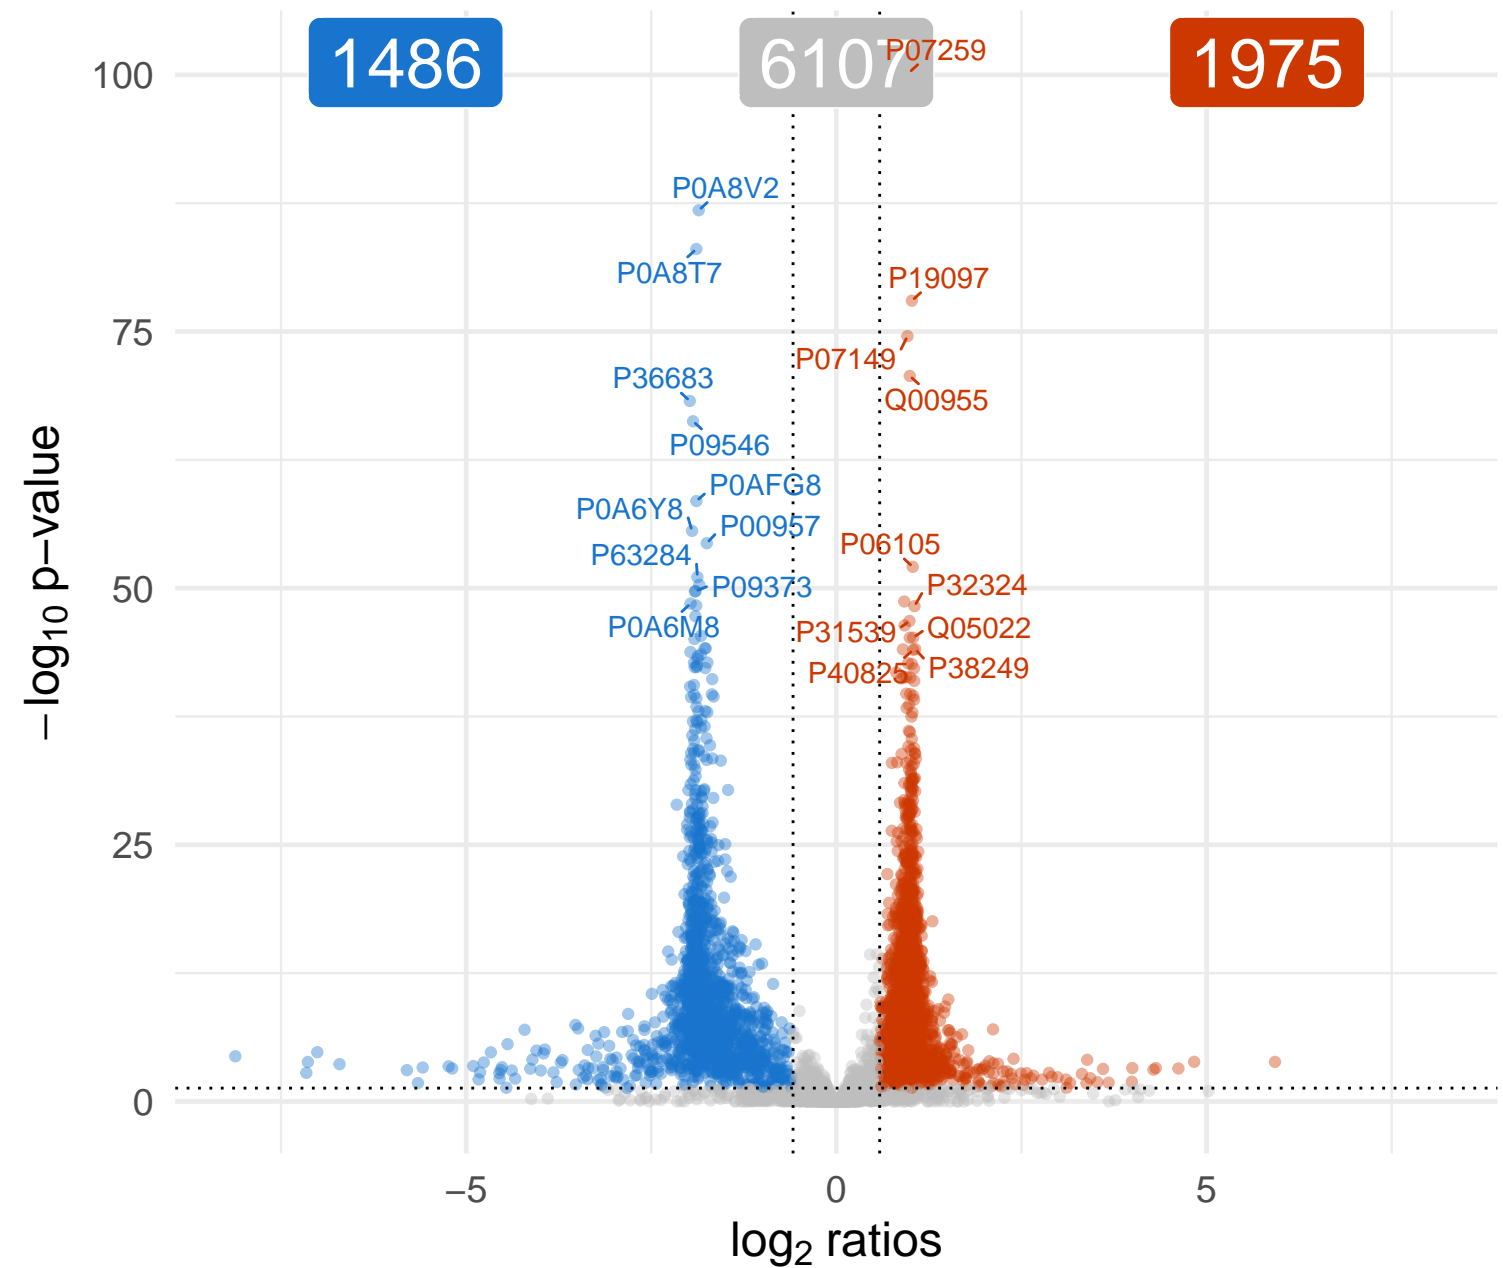 1486
6107
1975
P07259
100
P0A8V2
P0A8T7
P19097
75
P07149
P36683
Q00955
P09546
P0AFG8
P0A6Y8
P00957
P06105
P63284
50
P09373
P32324
P0A6M8
P31539
Q05022
P40825
P38249
25
0
−5
0
5
−log10 p−value
log2 ratios